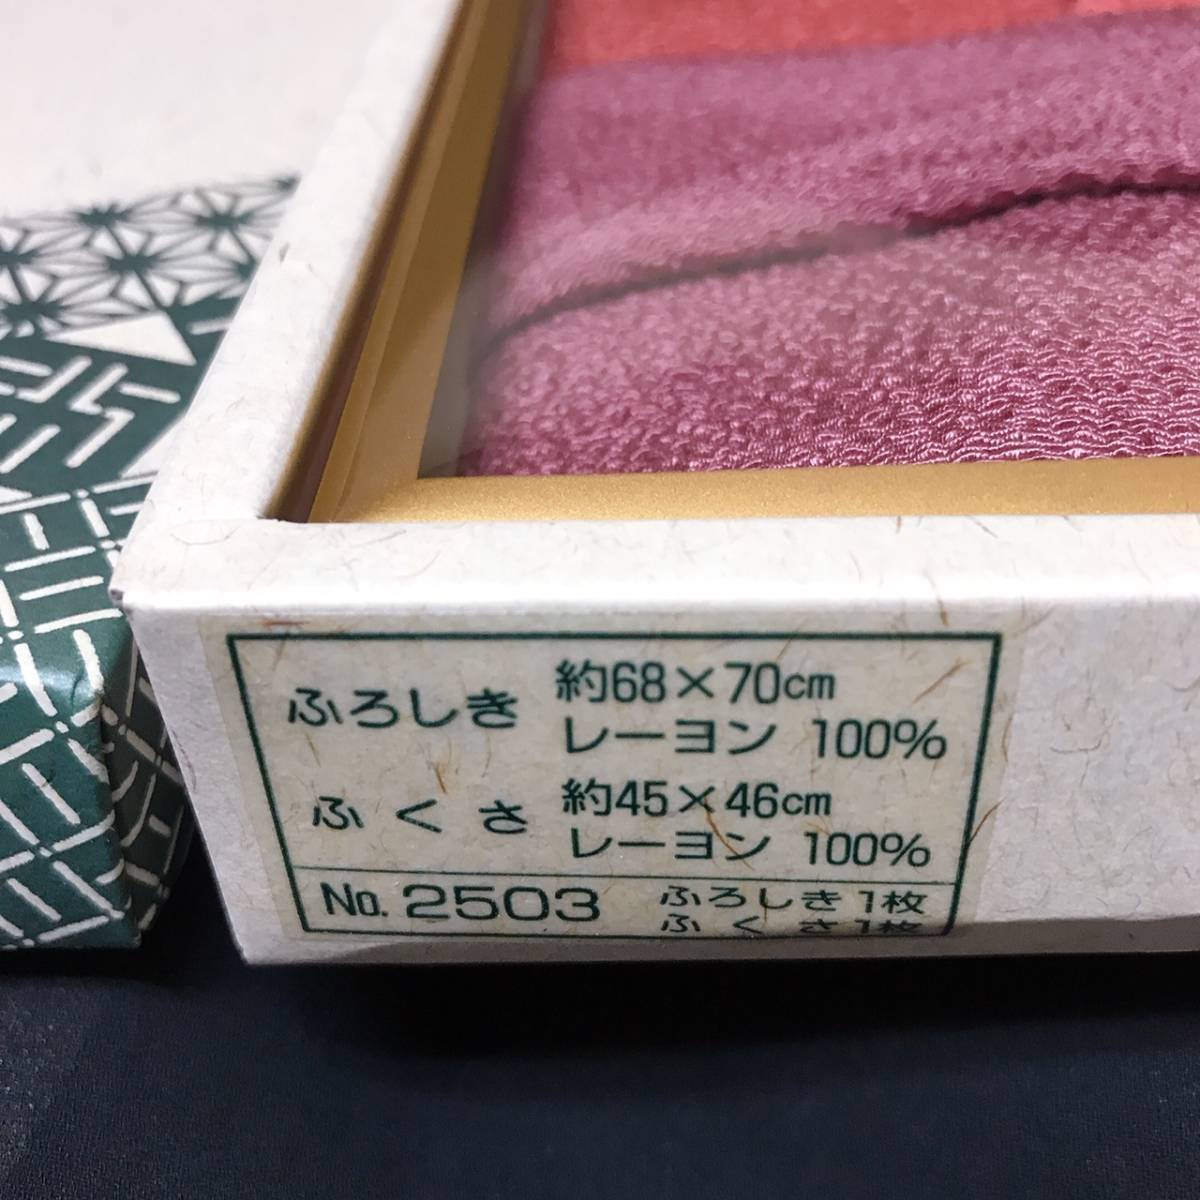 ふろしき 約68×70cm
レーヨン 100%
ふくさ 約45×46cm
レーヨン 100%
No. 2503 ふろしき1枚
ふくさ1枚